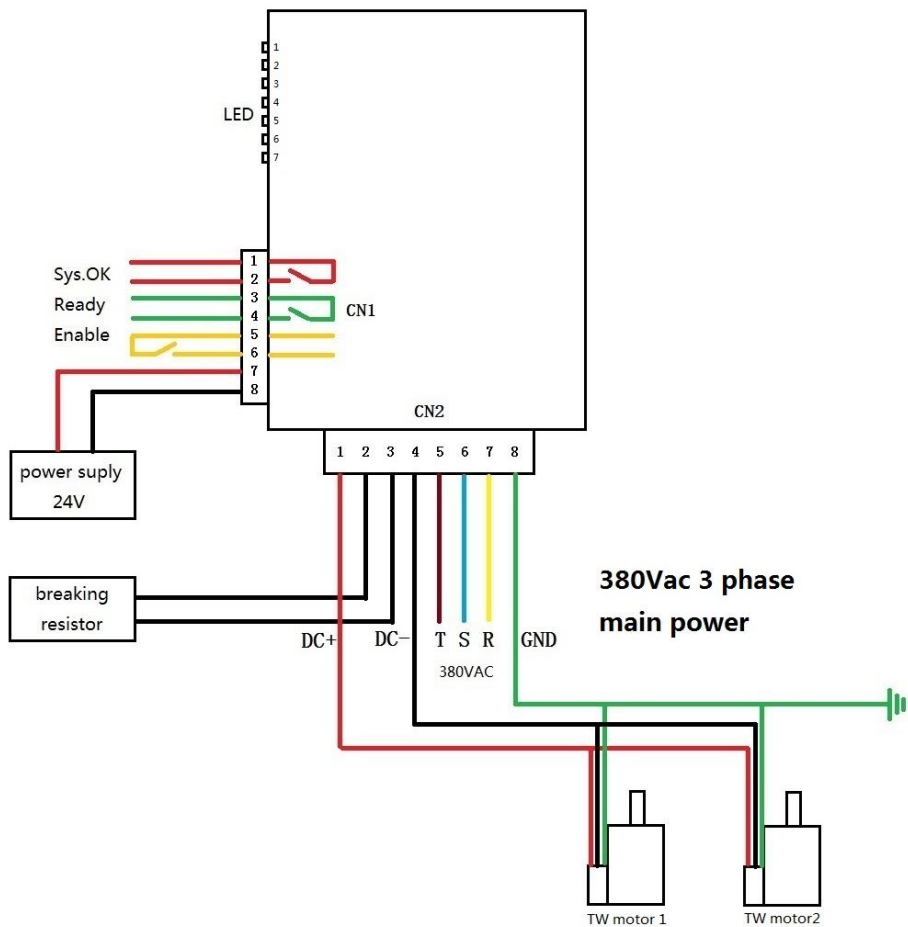 1
2
3
LED 4
5
6
7
1
Sys.OK 2
Ready 3
4 CN1
Enable 5
6
7
8
CN2
1 2 3 4 5 6 7 8
power suply
24V
breaking
resistor
380Vac 3 phase
main power
DC+ DC- T S R GND
380VAC
TW motor 1 TW motor2